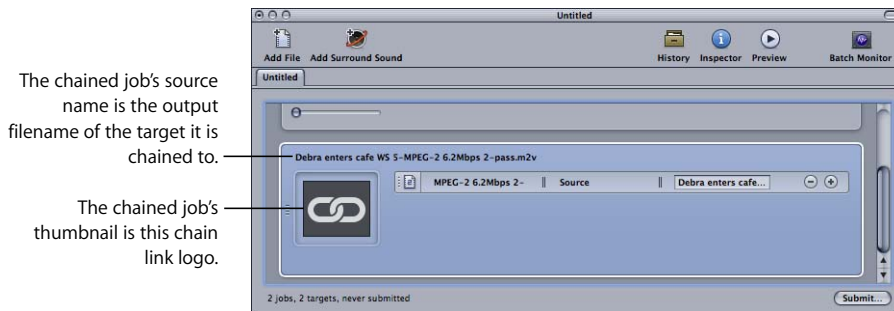 Untitled
Add File
Add Surround Sound
History
Inspector
Preview
Batch Monitor
Untitled
The chained job's source
name is the output
filename of the target it is
chained to.
Debra enters cafe WS 5-MPEG-2 6.2Mbps 2-pass.m2v
MPEG-2 6.2Mbps 2-
Source
Debra enters cafe...
The chained job's
thumbnail is this chain
link logo.
2 jobs, 2 targets, never submitted
Submit...